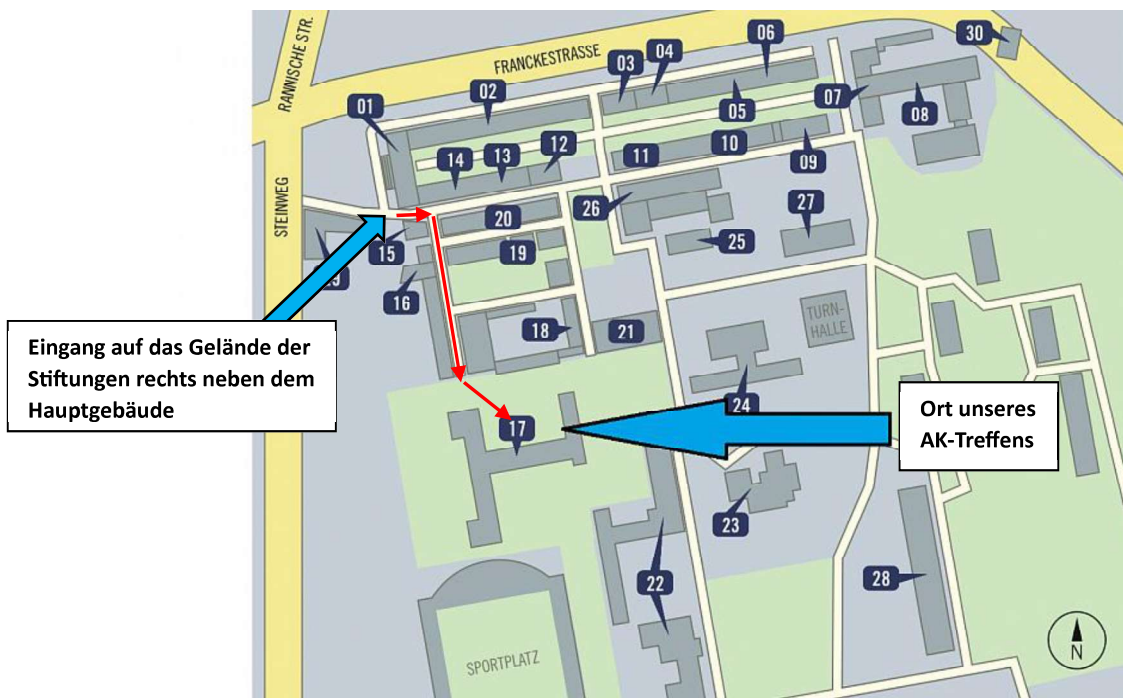 RANNISCHE STR.
FRANCKESTRASSE
STEINWEG
01
02
03
04
06
30
05
07
08
14
13
12
11
10
09
20
26
27
15
19
25
29
16
18
21
TURN-
HALLE
17
24
23
22
28
SPORTPLATZ
N
Eingang auf das Gelände der
Stiftungen rechts neben dem
Hauptgebäude
Ort unseres
AK-Treffens